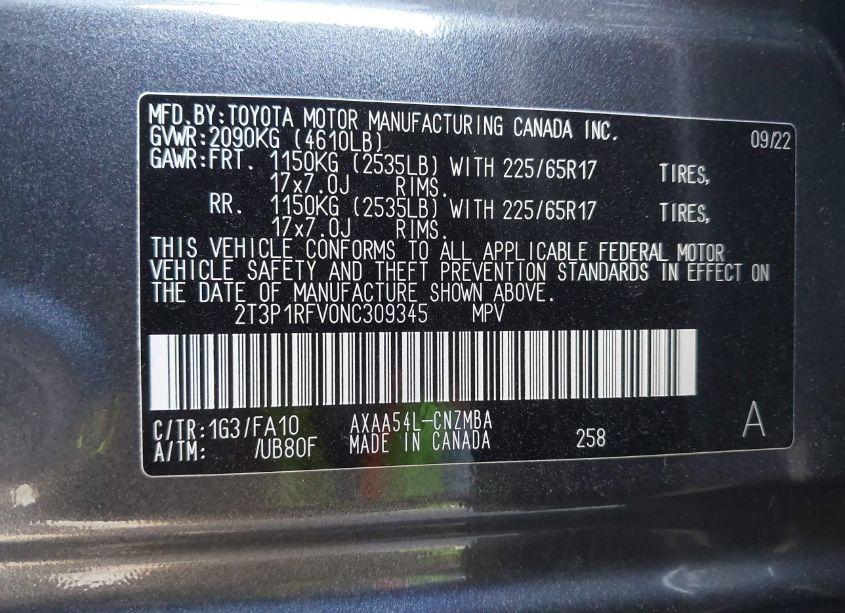 MFD.BY:TOYOTA MOTOR MANUFACTURING CANADA INC. 09/22
GVWR:2090KG (4610LB)
GAWR:FRT. 1150KG (2535LB) WITH 225/65R17 TIRES,
17x7.0J RIMS.
RR. 1150KG (2535LB) WITH 225/65R17 TIRES,
17x7.0J RIMS.
THIS VEHICLE CONFORMS TO ALL APPLICABLE FEDERAL MOTOR
VEHICLE SAFETY AND THEFT PREVENTION STANDARDS IN EFFECT ON
THE DATE OF MANUFACTURE SHOWN ABOVE.
2T3P1RFV0NC309345 MPV
C/TR:1G3/FA10 AXAA54L-CNZMBA
A/TM: /UB80F MADE IN CANADA 258 A